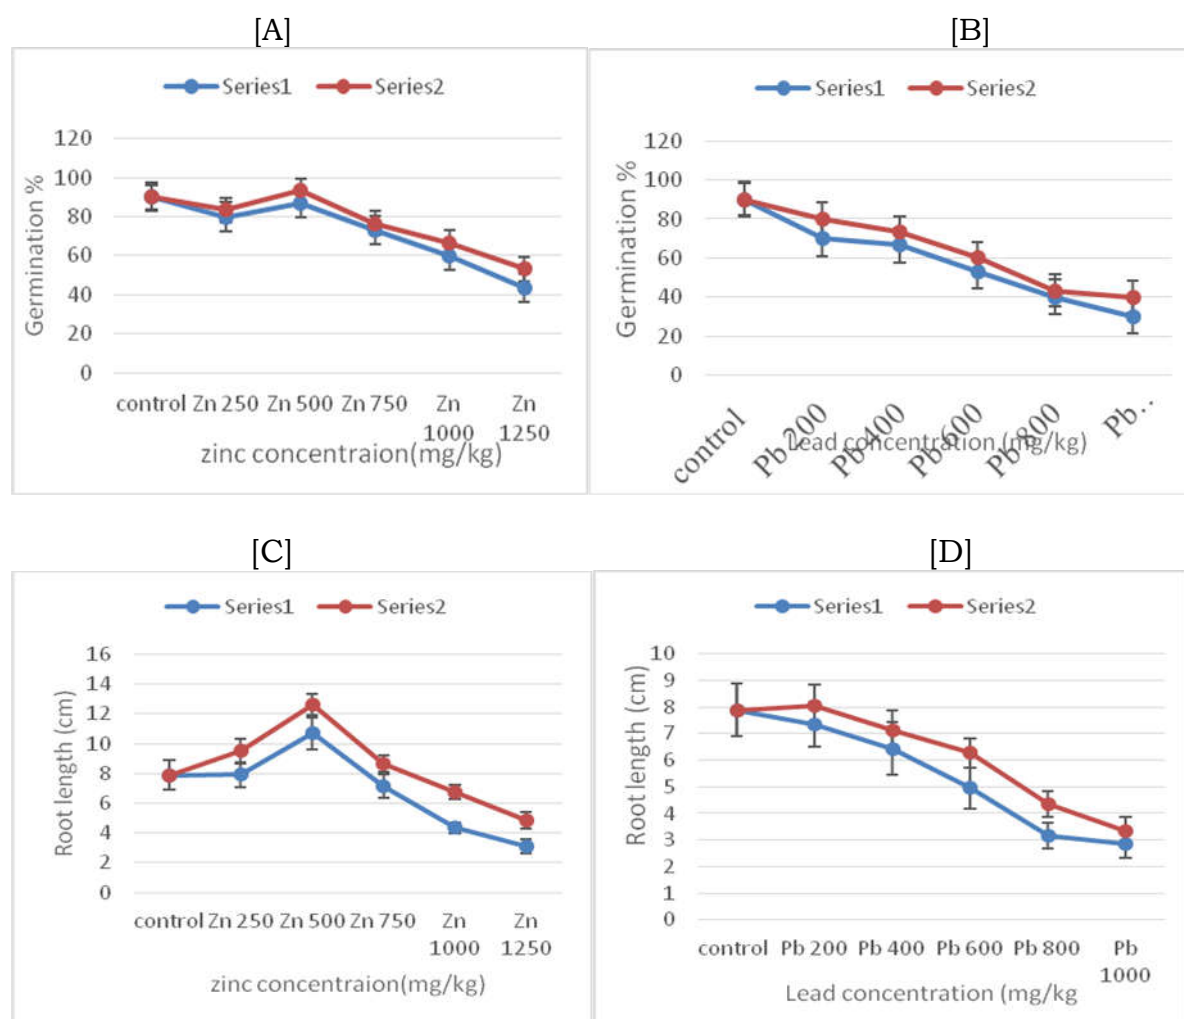 [A]
[B]
Series1 Series2
Germination %
120
100
80
60
40
20
0
control Zn 250 Zn 500 Zn 750 Zn 1000 Zn 1250
zinc concentraion(mg/kg)
Series1 Series2
Germination %
120
100
80
60
40
20
0
control Pb 200 Pb 400 Pb 600 Pb 800 Pb..
Lead concentration (mg/kg)
[C]
[D]
Series1 Series2
Root length (cm)
16
14
12
10
8
6
4
2
0
control Zn 250 Zn 500 Zn 750 Zn 1000 Zn 1250
zinc concentraion(mg/kg)
Series1 Series2
Root length (cm)
10
9
8
7
6
5
4
3
2
1
0
control Pb 200 Pb 400 Pb 600 Pb 800 Pb 1000
Lead concentration (mg/kg